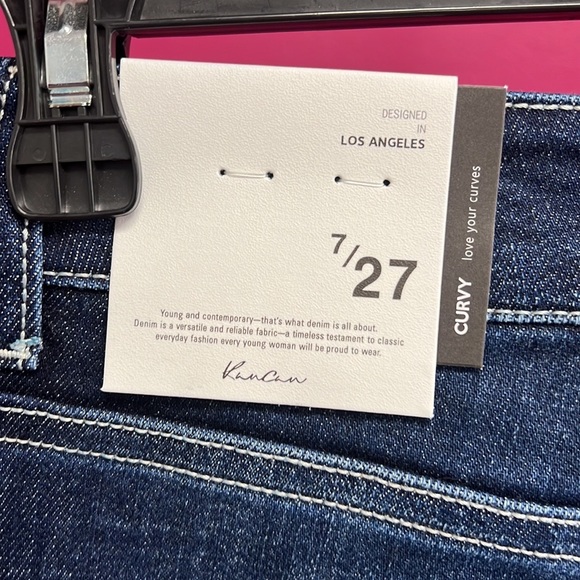 DESIGNED
IN
LOS ANGELES
7/27
Young and contemporary—that's what denim is all about.
Denim is a versatile and reliable fabric—a timeless testament to classic
everyday fashion every young woman will be proud to wear.
KanCan
CURVY love your curves